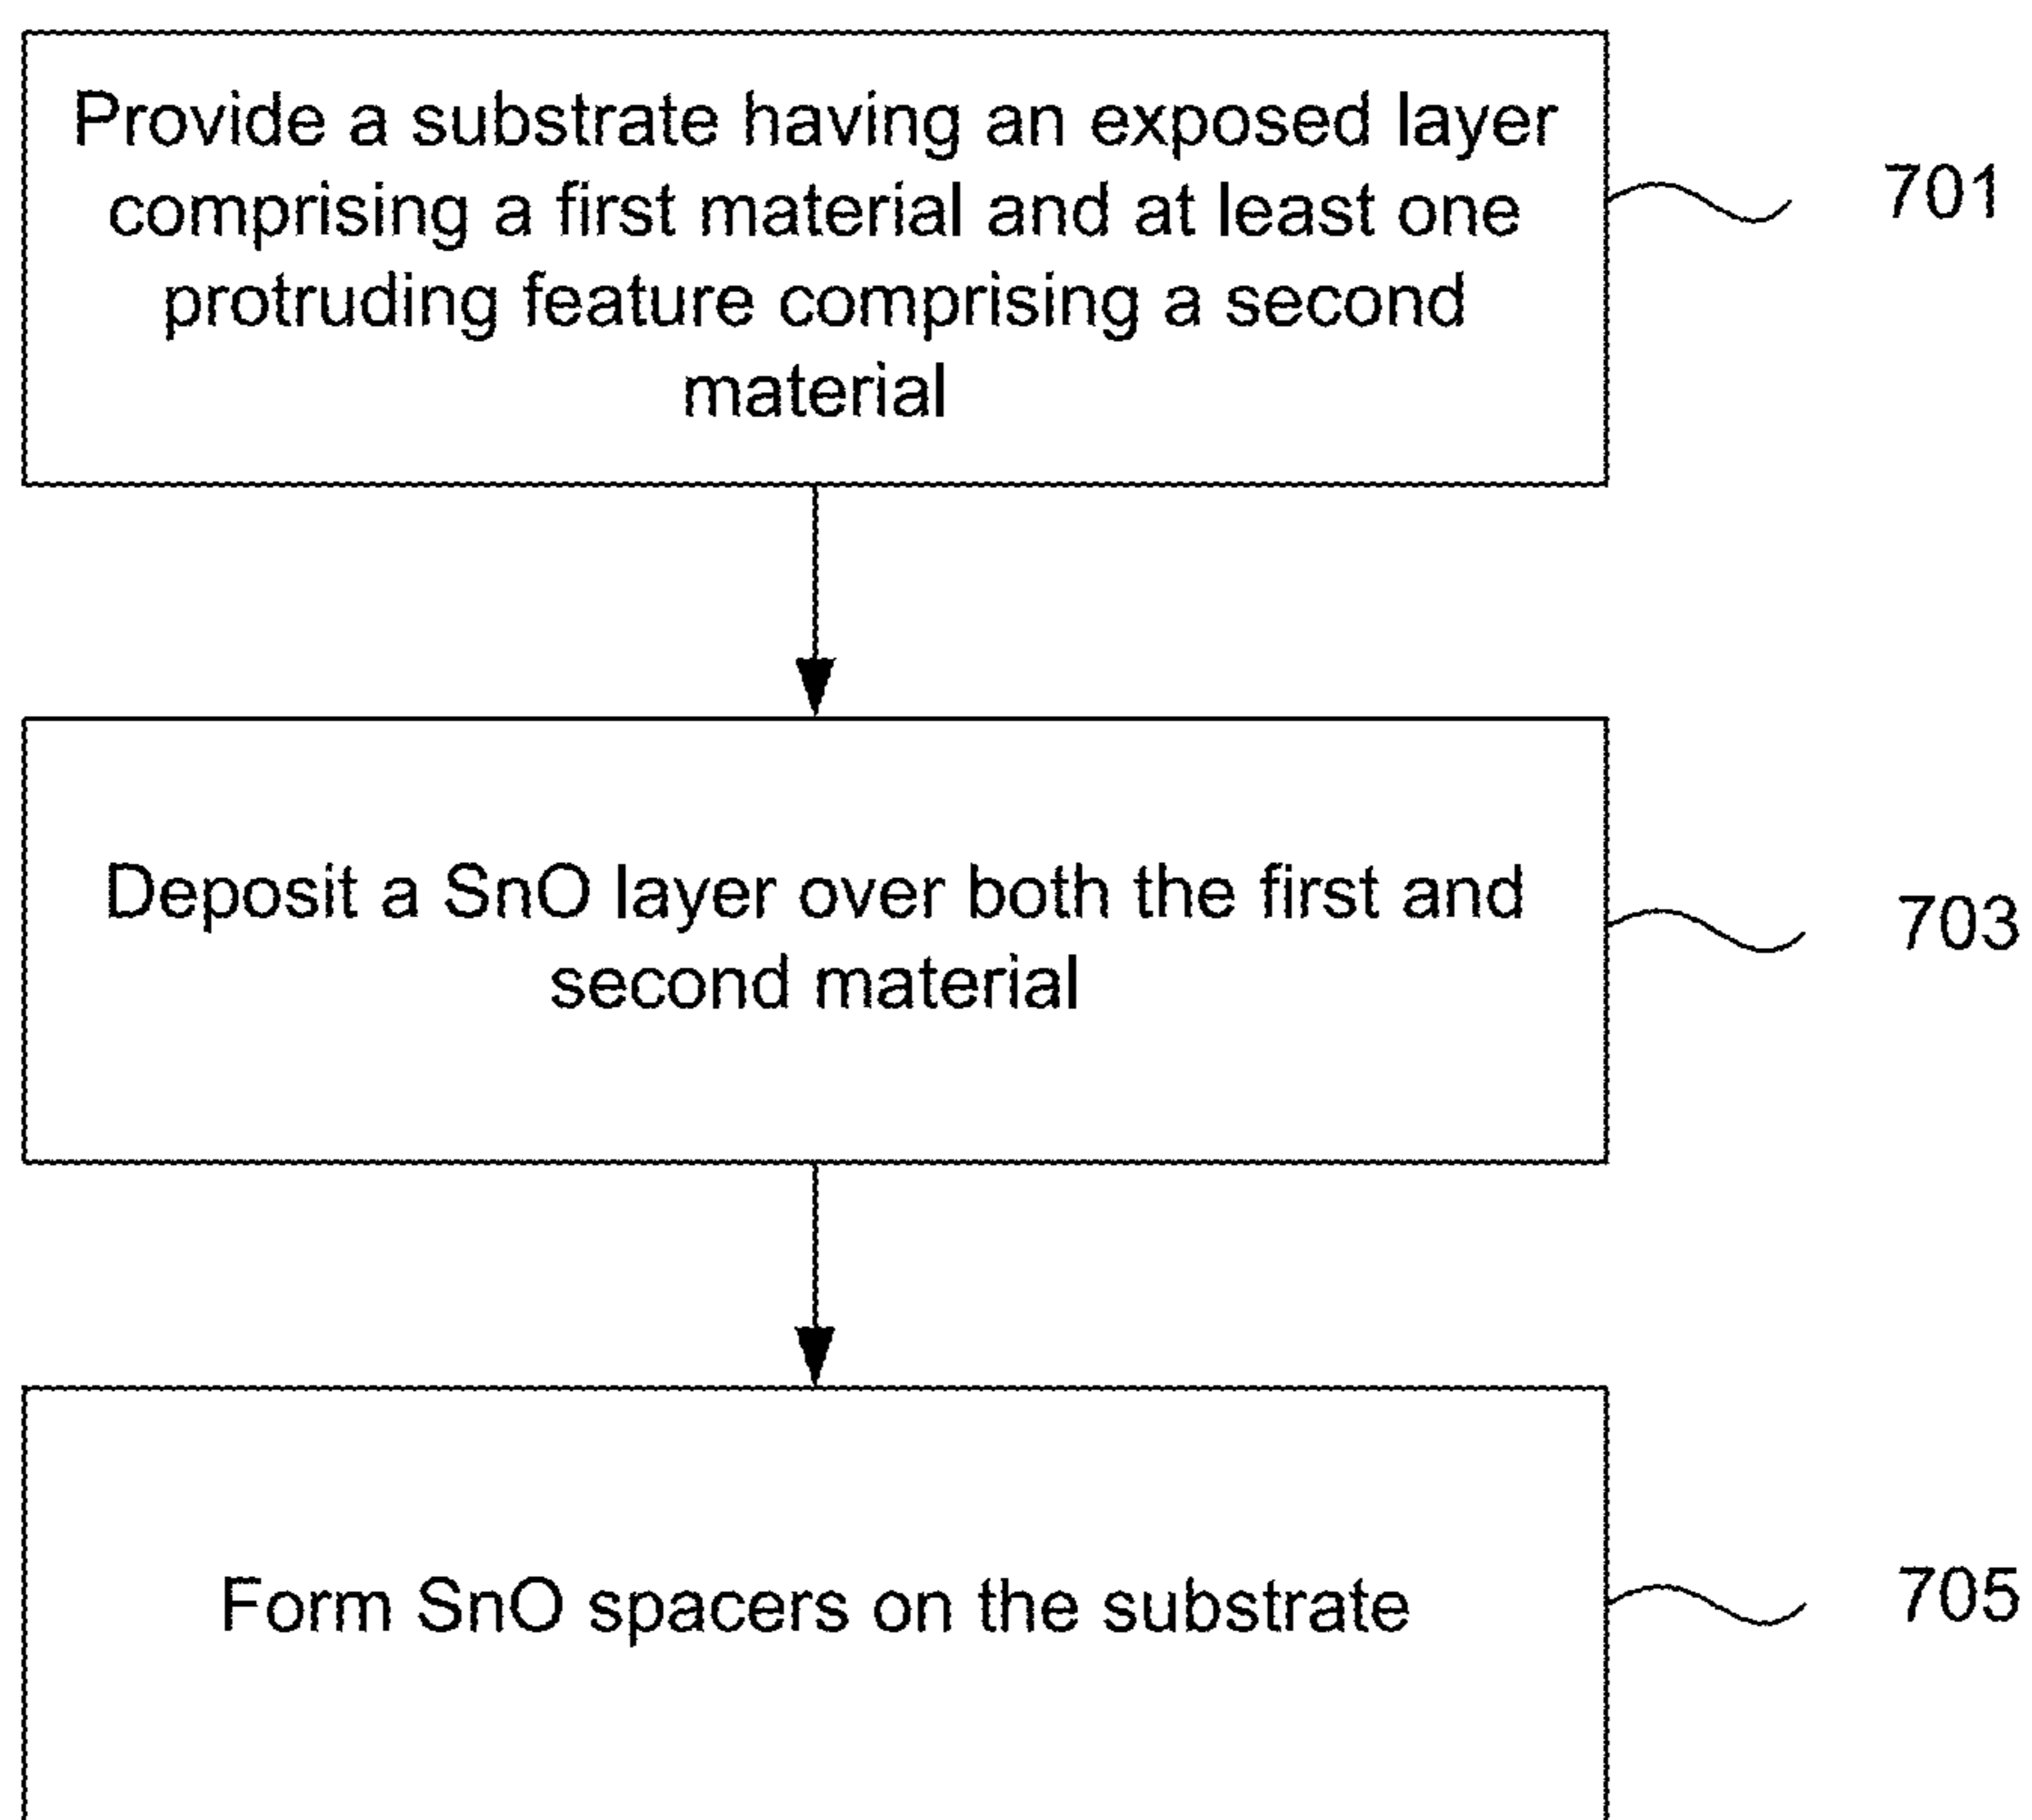 Provide a substrate having an exposed layer
comprising a first material and at least one
protruding feature comprising a second
material
701
Deposit a SnO layer over both the first and
second material
703
Form SnO spacers on the substrate
705